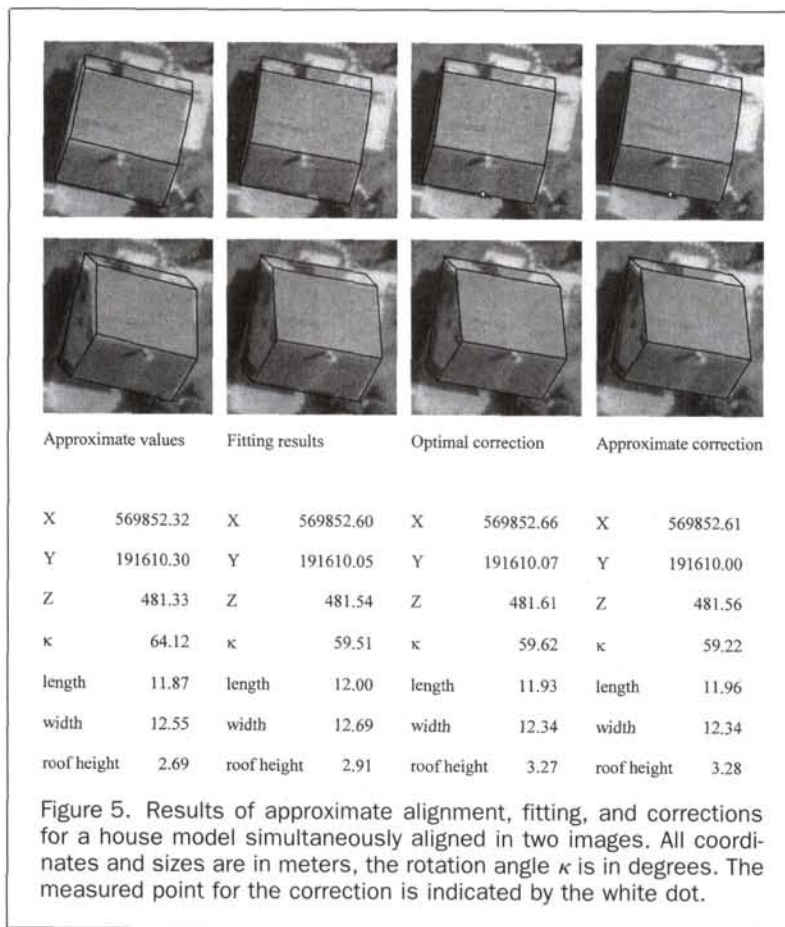 Approximate values Fitting results Optimal correction Approximate correction
X 569852.32 X 569852.60 X 569852.66 X 569852.61
Y 191610.30 Y 191610.05 Y 191610.07 Y 191610.00
Z 481.33 Z 481.54 Z 481.61 Z 481.56
κ 64.12 κ 59.51 κ 59.62 κ 59.22
length 11.87 length 12.00 length 11.93 length 11.96
width 12.55 width 12.69 width 12.34 width 12.34
roof height 2.69 roof height 2.91 roof height 3.27 roof height 3.28
Figure 5. Results of approximate alignment, fitting, and corrections
for a house model simultaneously aligned in two images. All coordi-
nates and sizes are in meters, the rotation angle κ is in degrees. The
measured point for the correction is indicated by the white dot.